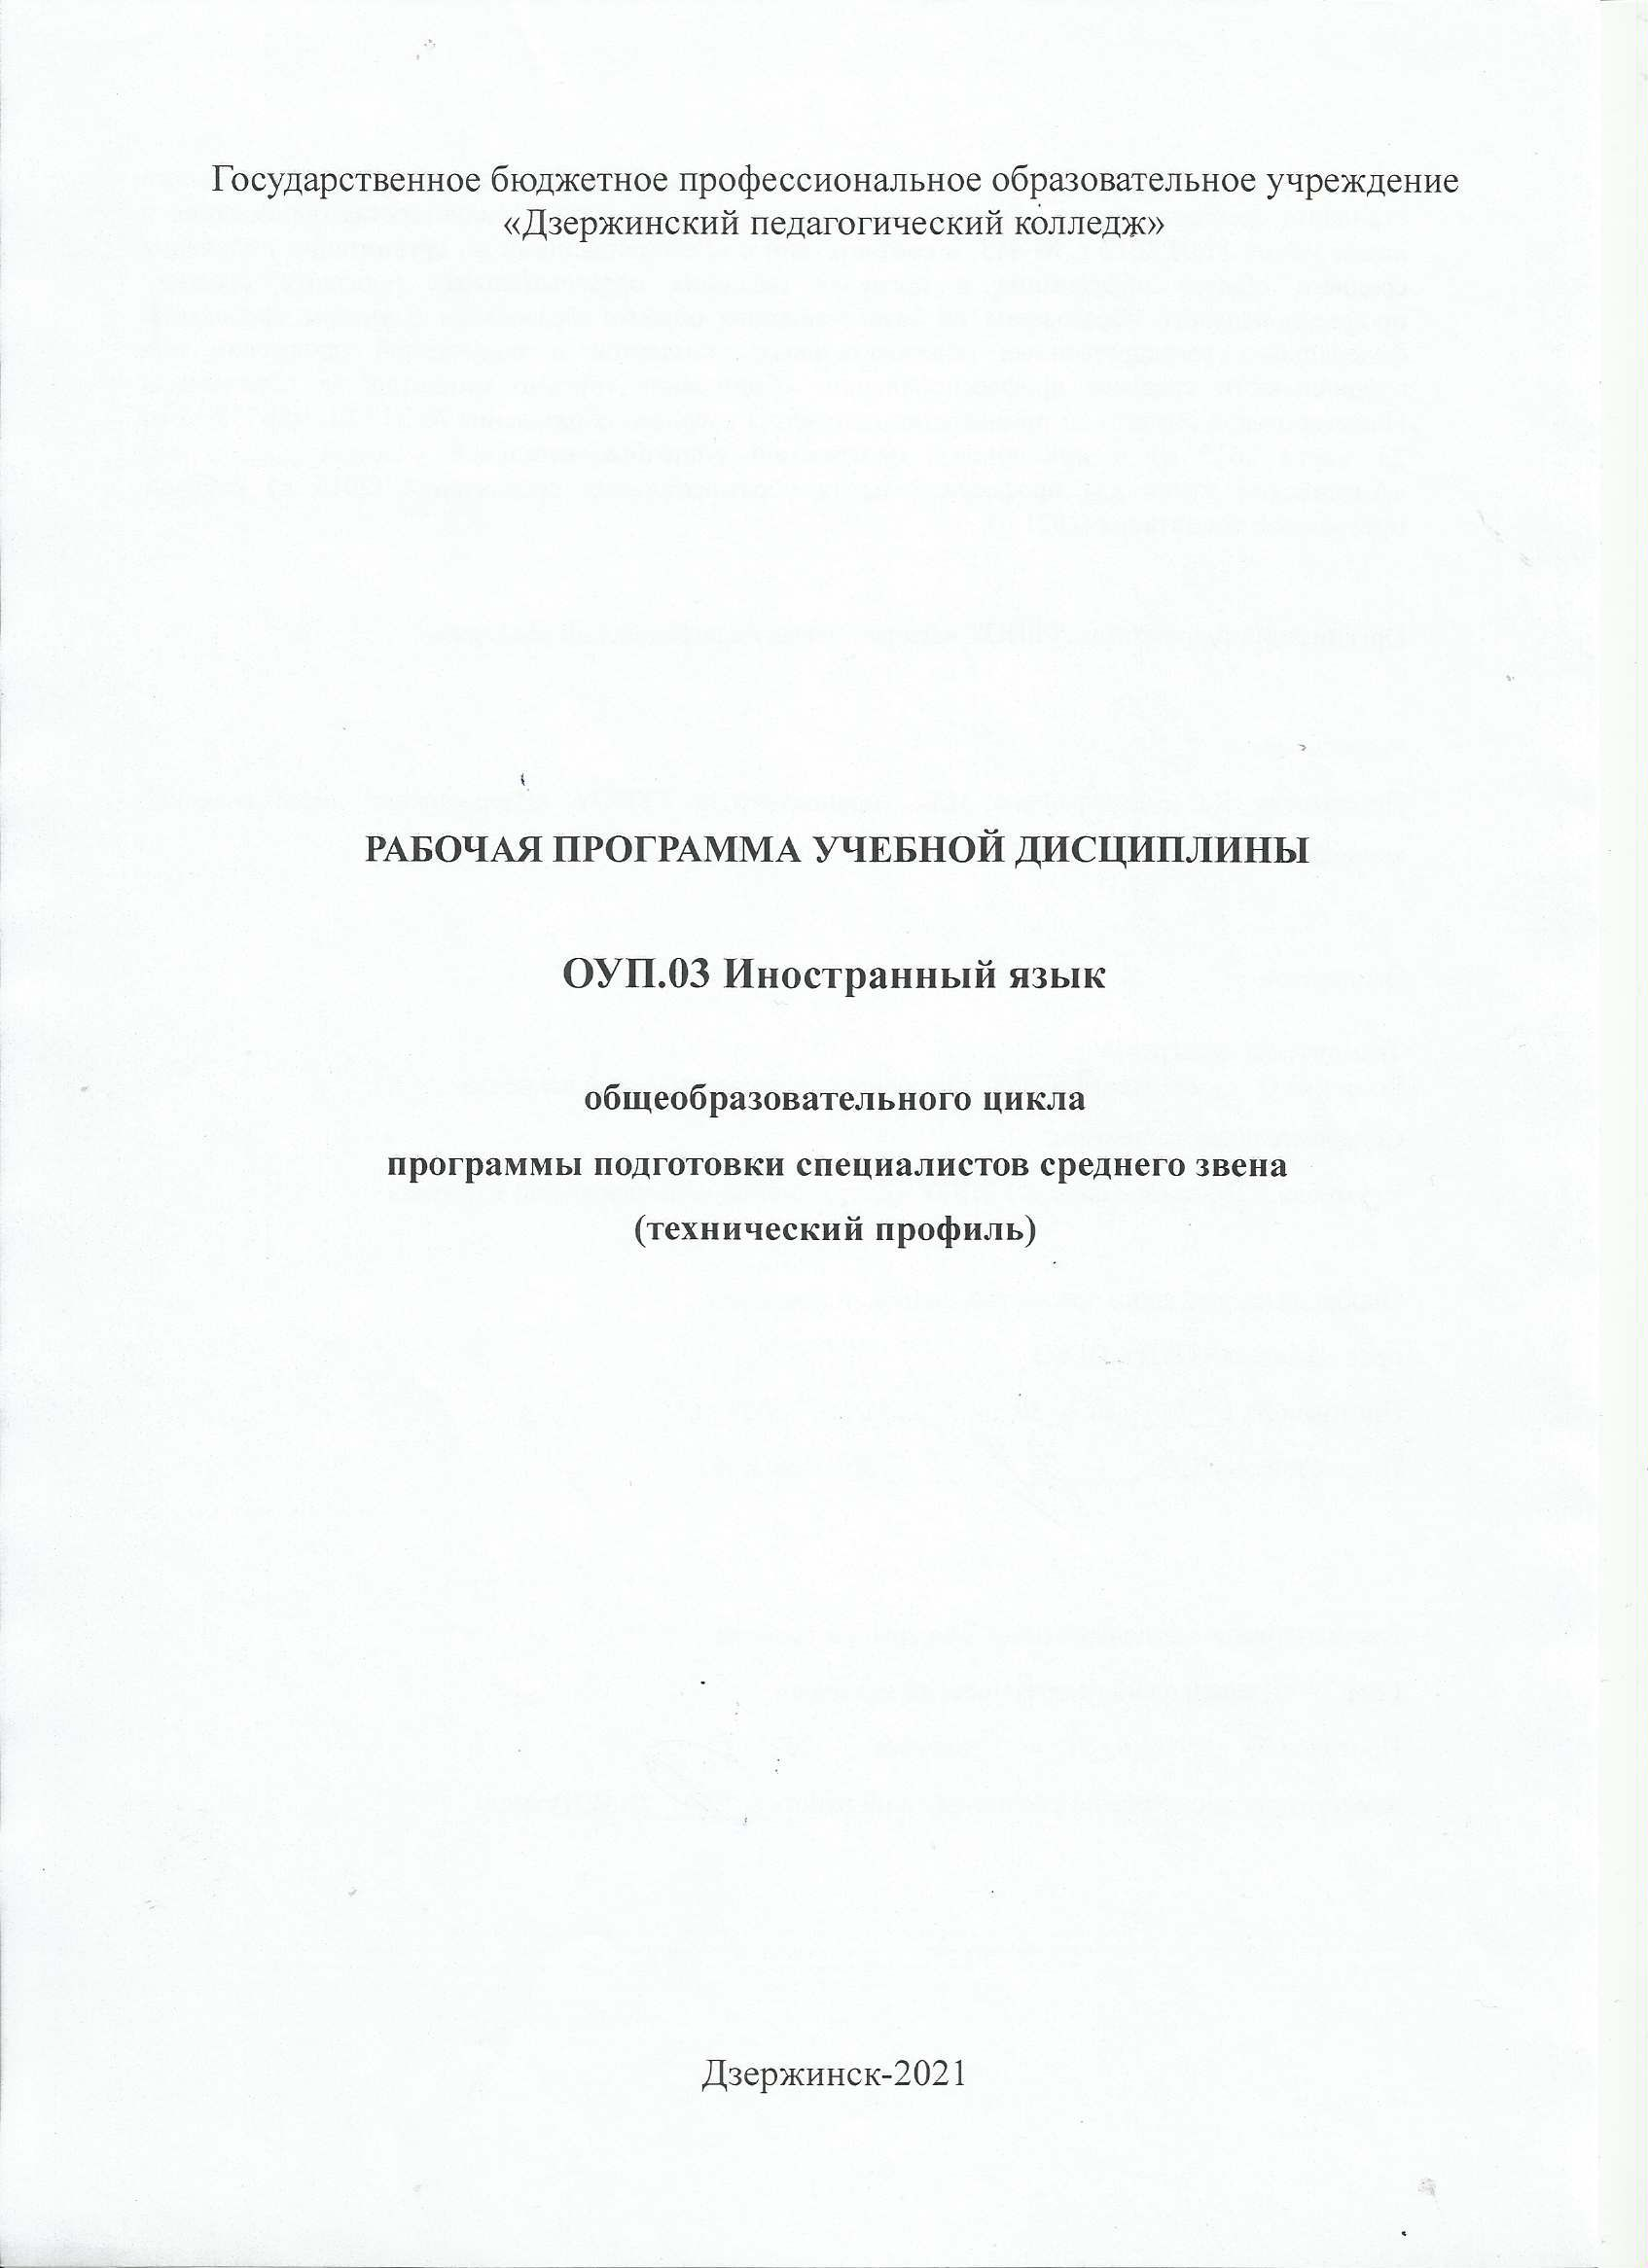 Государственное бюджетное профессиональное образовательное учреждение
«Дзержинский педагогический колледж»
РАБОЧАЯ ПРОГРАММА УЧЕБНОЙ ДИСЦИПЛИНЫ
ОУП.03 Иностранный язык
общеобразовательного цикла
программы подготовки специалистов среднего звена
(технический профиль)
Дзержинск-2021